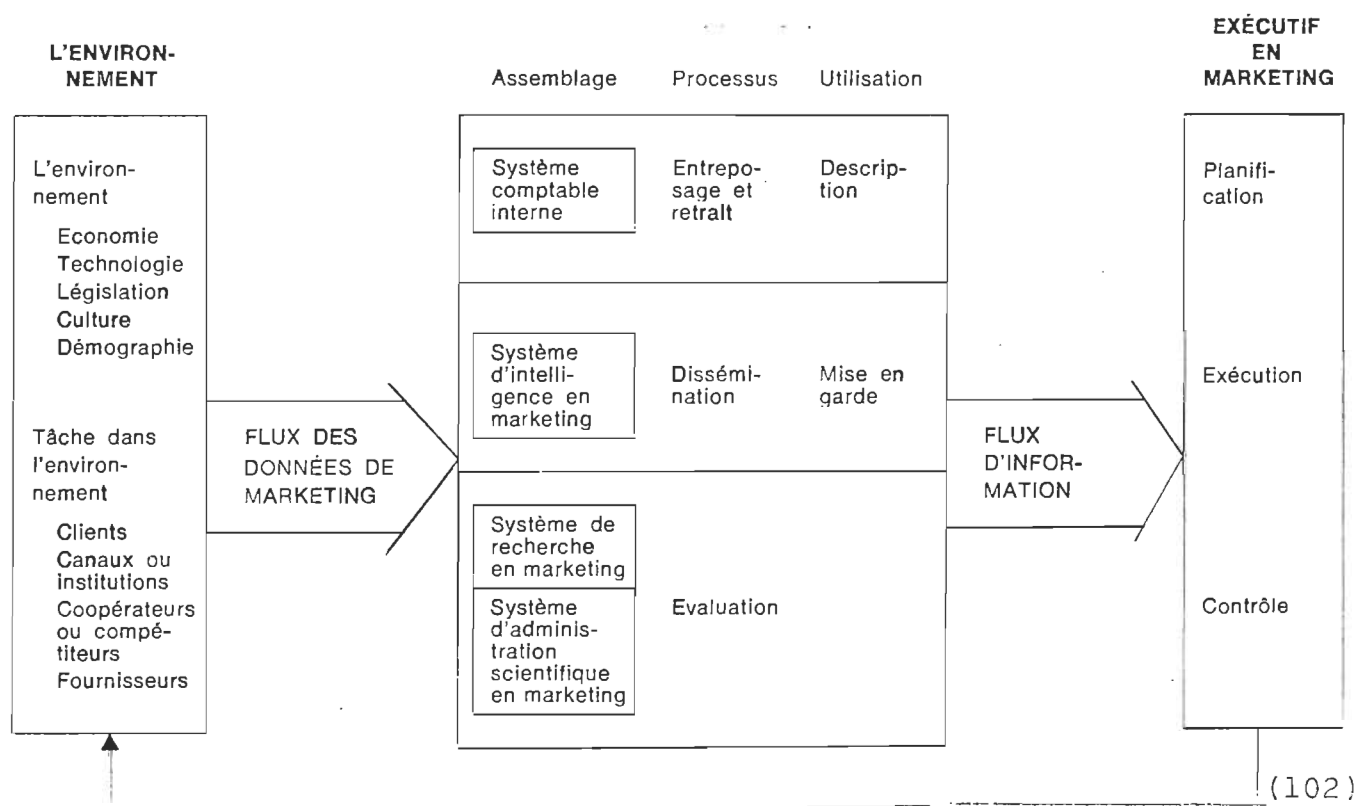 L'ENVIRON-
NEMENT
L'environ-
nement
Economie
Technologie
Législation
Culture
Démographie
Tâche dans
l'environ-
nement
Clients
Canaux ou
institutions
Coopérateurs
ou compé-
titeurs
Fournisseurs
FLUX DES
DONNÉES DE
MARKETING
Assemblage Processus Utilisation
Système
comptable
interne
Entrepo-
sage et
retrait
Descrip-
tion
Système
d'intelli-
gence en
marketing
Dissémi-
nation
Mise en
garde
Système de
recherche
en marketing
Système
d'adminis-
tration
scientifique
en marketing
Evaluation
FLUX
D'INFOR-
MATION
EXÉCUTIF
EN
MARKETING
Planifi-
cation
Exécution
Contrôle
(102)